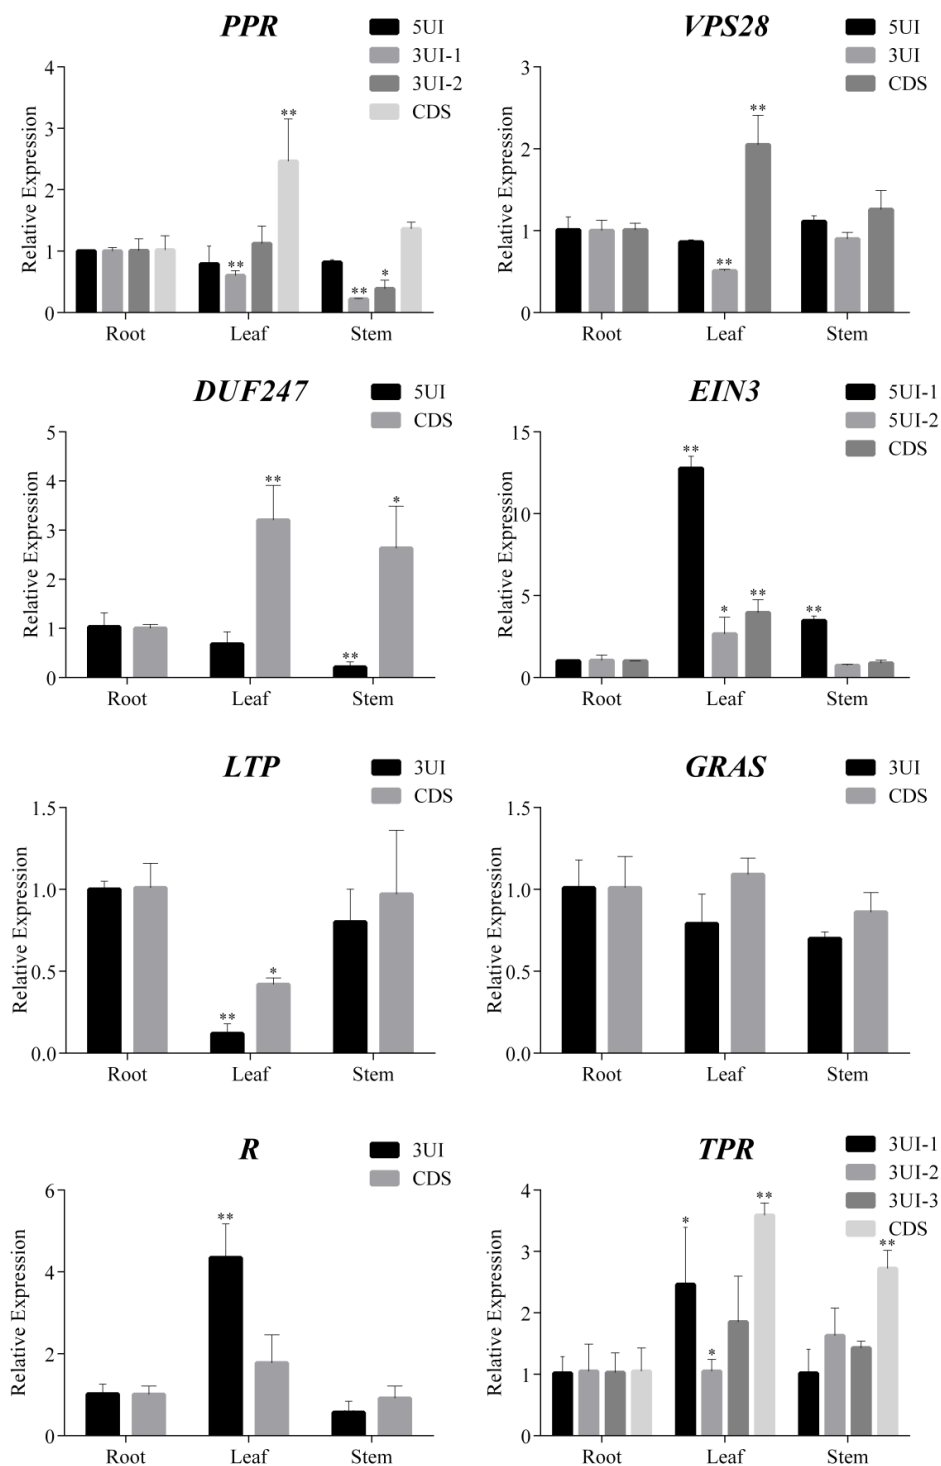 PPR
5UI
3UI-1
3UI-2
CDS
Relative Expression
4
3
2
1
0
**
**
**
*
Root
Leaf
Stem
VPS28
5UI
3UI
CDS
Relative Expression
3
2
1
0
**
**
Root
Leaf
Stem
DUF247
5UI
CDS
Relative Expression
5
4
3
2
1
0
**
**
*
Root
Leaf
Stem
EIN3
5UI-1
5UI-2
CDS
Relative Expression
15
10
5
0
**
*
**
**
Root
Leaf
Stem
LTP
3UI
CDS
Relative Expression
1.5
1.0
0.5
0.0
**
*
Root
Leaf
Stem
GRAS
3UI
CDS
Relative Expression
1.5
1.0
0.5
0.0
Root
Leaf
Stem
R
3UI
CDS
Relative Expression
6
4
2
0
**
Root
Leaf
Stem
TPR
3UI-1
3UI-2
3UI-3
CDS
Relative Expression
4
3
2
1
0
*
*
**
**
Root
Leaf
Stem